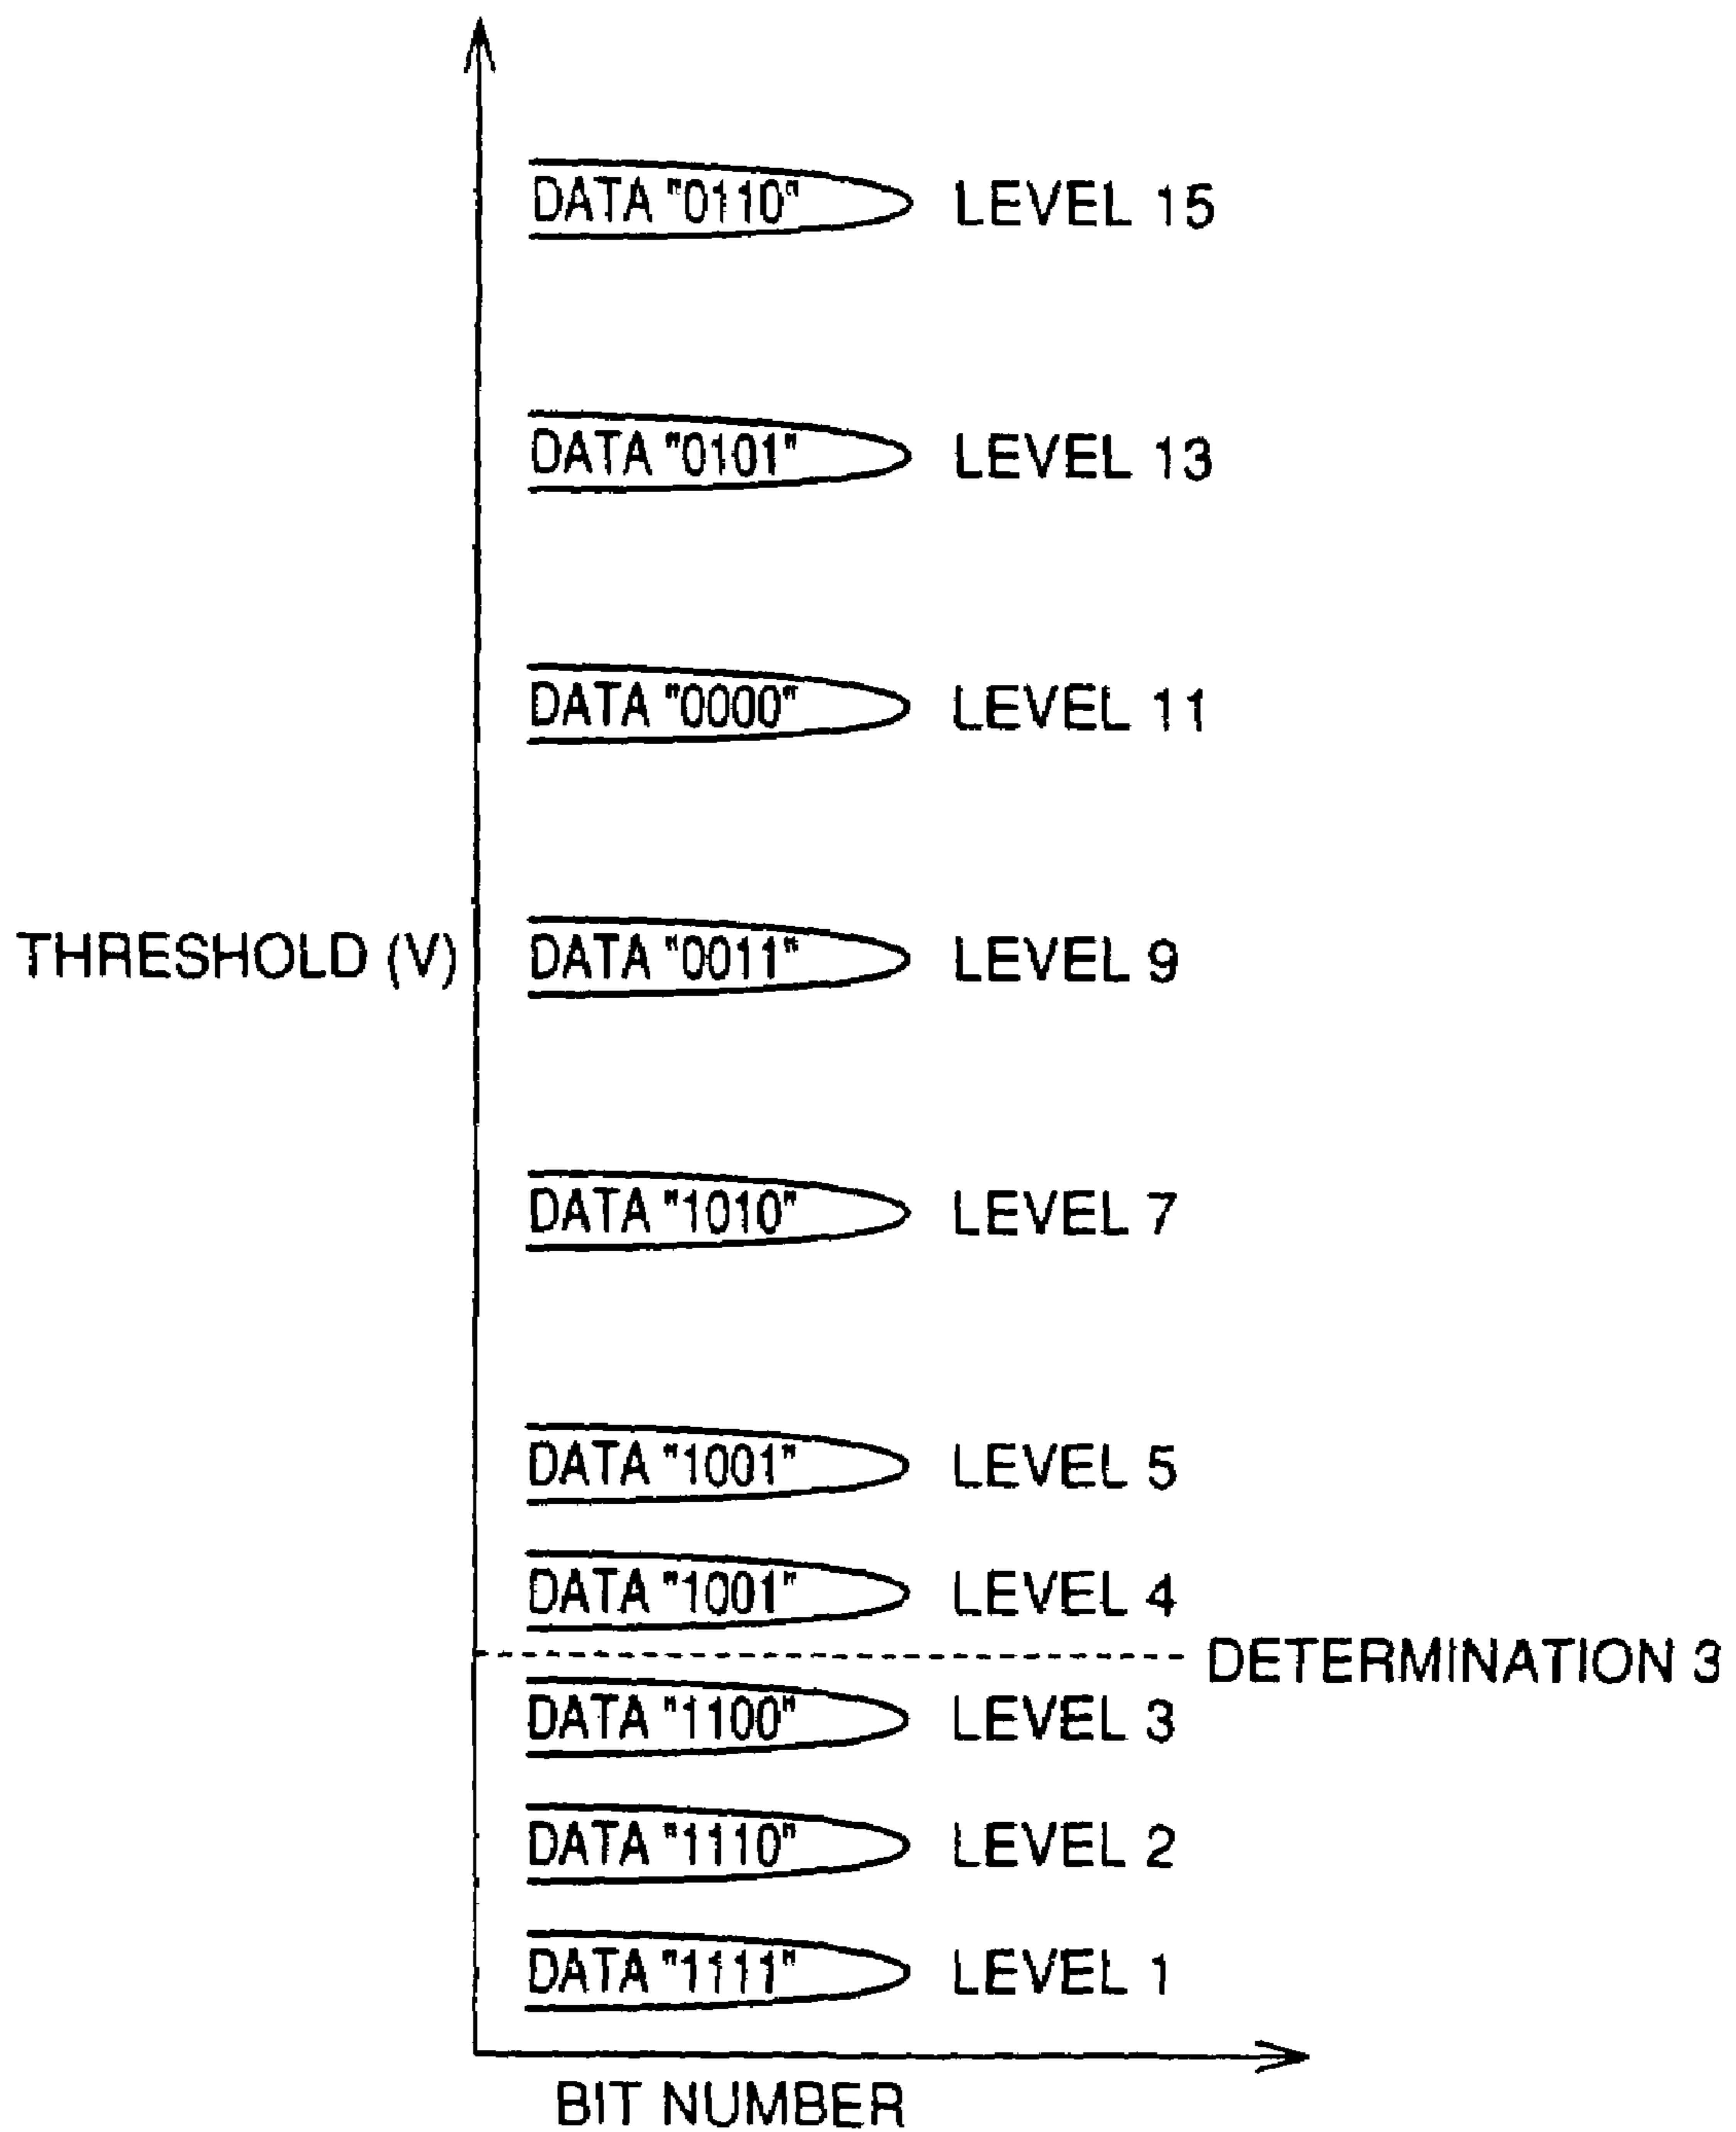 DATA "0110" LEVEL 15
DATA "0101" LEVEL 13
DATA "0000" LEVEL 11
THRESHOLD (V) DATA "0011" LEVEL 9
DATA "1010" LEVEL 7
DATA "1001" LEVEL 5
DATA "1001" LEVEL 4
DETERMINATION 3
DATA "1100" LEVEL 3
DATA "1110" LEVEL 2
DATA "1111" LEVEL 1
BIT NUMBER